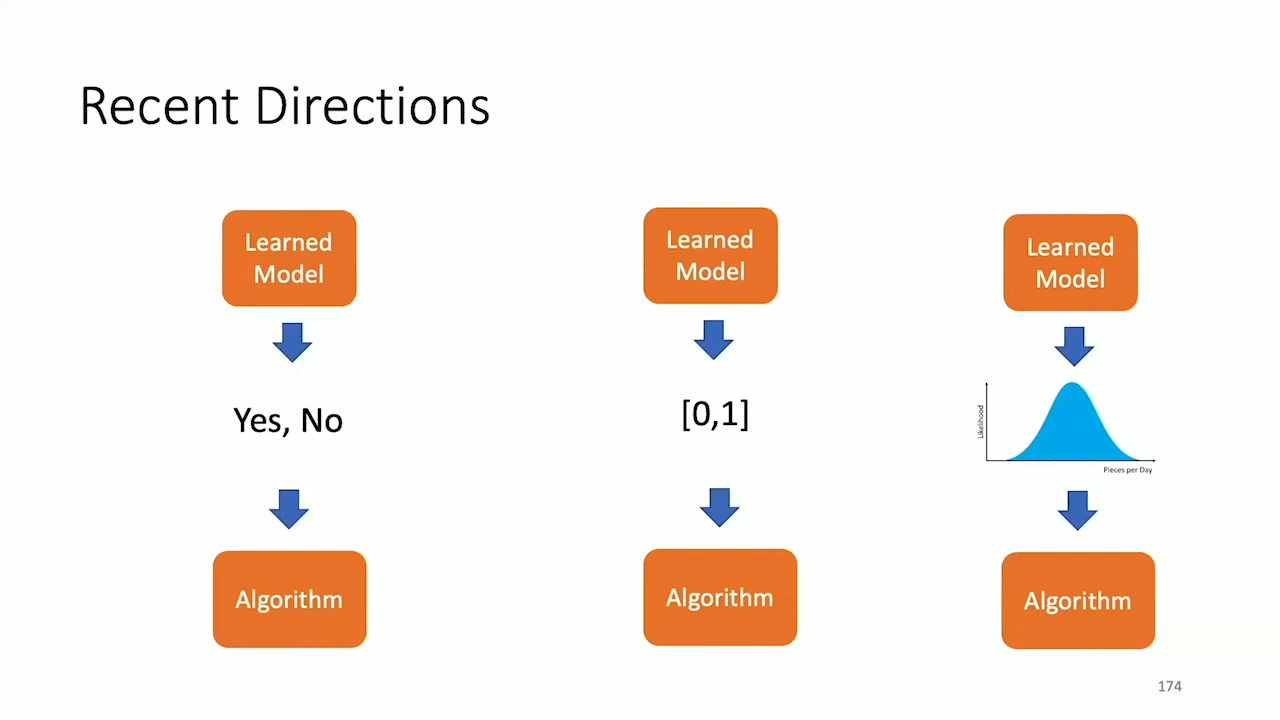 Recent Directions
Learned
Model
Learned
Model
Learned
Model
Yes, No
[0,1]
Likelihood
Pieces per Day
Algorithm
Algorithm
Algorithm
174